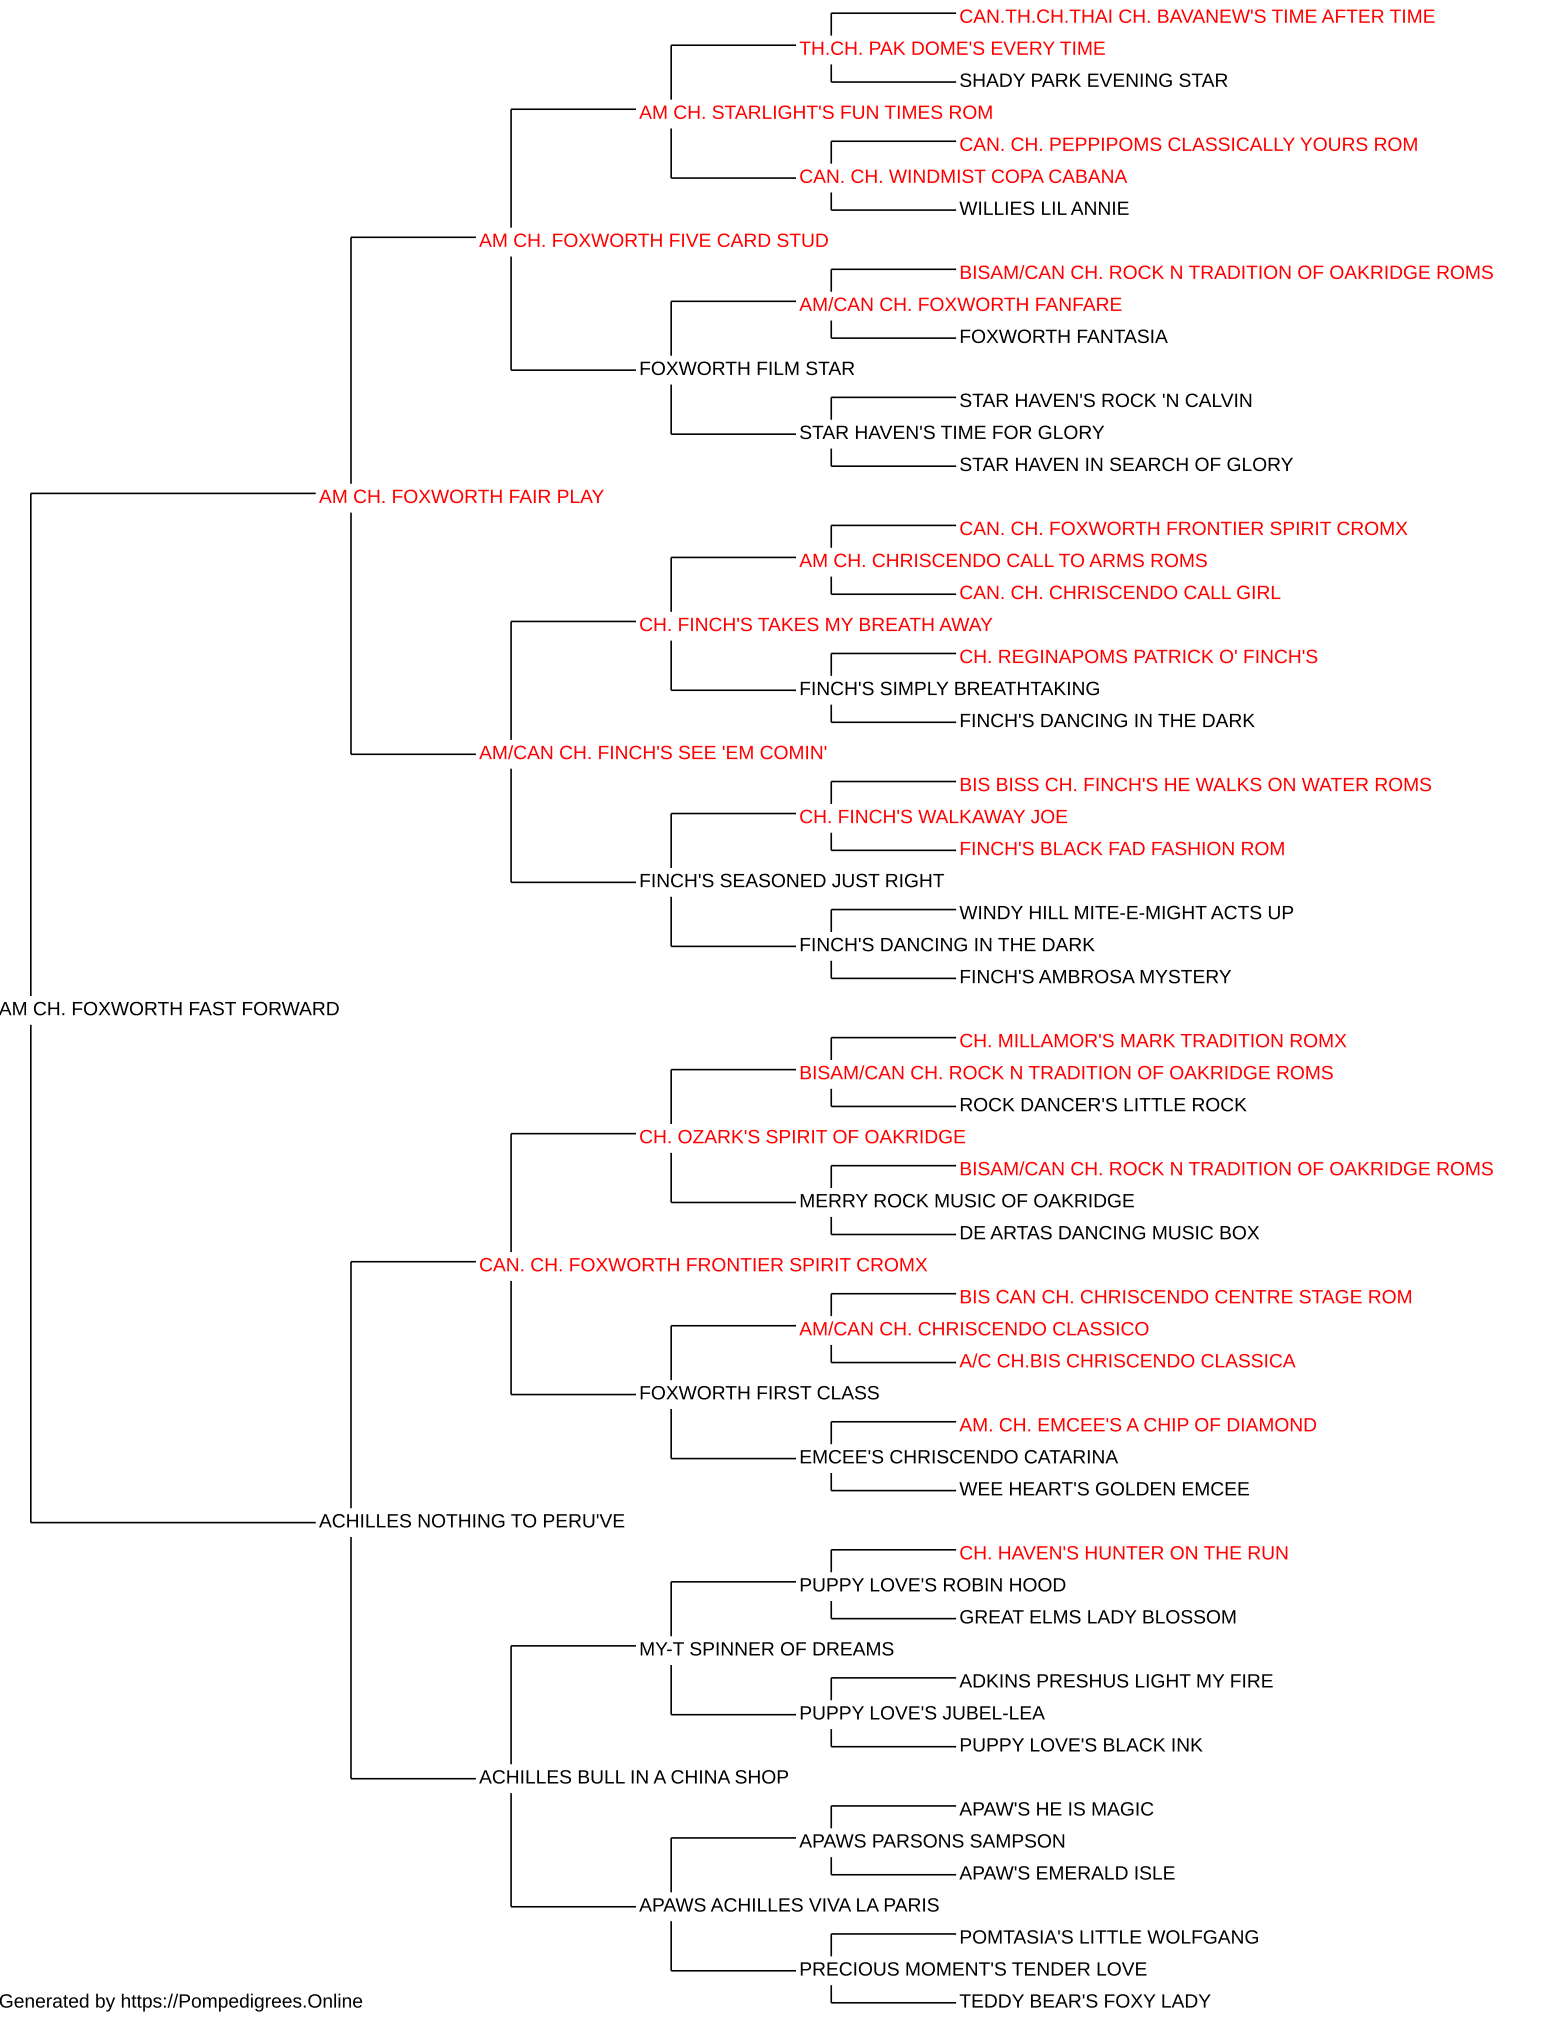 CAN.TH.CH.THAI CH. BAVANEW'S TIME AFTER TIME
TH.CH. PAK DOME'S EVERY TIME
SHADY PARK EVENING STAR
AM CH. STARLIGHT'S FUN TIMES ROM
CAN. CH. PEPPIPOMS CLASSICALLY YOURS ROM
CAN. CH. WINDMIST COPA CABANA
WILLIES LIL ANNIE
AM CH. FOXWORTH FIVE CARD STUD
BISAM/CAN CH. ROCK N TRADITION OF OAKRIDGE ROMS
AM/CAN CH. FOXWORTH FANFARE
FOXWORTH FANTASIA
FOXWORTH FILM STAR
STAR HAVEN'S ROCK 'N CALVIN
STAR HAVEN'S TIME FOR GLORY
STAR HAVEN IN SEARCH OF GLORY
AM CH. FOXWORTH FAIR PLAY
CAN. CH. FOXWORTH FRONTIER SPIRIT CROMX
AM CH. CHRISCENDO CALL TO ARMS ROMS
CAN. CH. CHRISCENDO CALL GIRL
CH. FINCH'S TAKES MY BREATH AWAY
CH. REGINAPOMS PATRICK O' FINCH'S
FINCH'S SIMPLY BREATHTAKING
FINCH'S DANCING IN THE DARK
AM/CAN CH. FINCH'S SEE 'EM COMIN'
BIS BISS CH. FINCH'S HE WALKS ON WATER ROMS
CH. FINCH'S WALKAWAY JOE
FINCH'S BLACK FAD FASHION ROM
FINCH'S SEASONED JUST RIGHT
WINDY HILL MITE-E-MIGHT ACTS UP
FINCH'S DANCING IN THE DARK
FINCH'S AMBROSA MYSTERY
AM CH. FOXWORTH FAST FORWARD
CH. MILLAMOR'S MARK TRADITION ROMX
BISAM/CAN CH. ROCK N TRADITION OF OAKRIDGE ROMS
ROCK DANCER'S LITTLE ROCK
CH. OZARK'S SPIRIT OF OAKRIDGE
BISAM/CAN CH. ROCK N TRADITION OF OAKRIDGE ROMS
MERRY ROCK MUSIC OF OAKRIDGE
DE ARTAS DANCING MUSIC BOX
CAN. CH. FOXWORTH FRONTIER SPIRIT CROMX
BIS CAN CH. CHRISCENDO CENTRE STAGE ROM
AM/CAN CH. CHRISCENDO CLASSICO
A/C CH.BIS CHRISCENDO CLASSICA
FOXWORTH FIRST CLASS
AM. CH. EMCEE'S A CHIP OF DIAMOND
EMCEE'S CHRISCENDO CATARINA
WEE HEART'S GOLDEN EMCEE
ACHILLES NOTHING TO PERU'VE
CH. HAVEN'S HUNTER ON THE RUN
PUPPY LOVE'S ROBIN HOOD
GREAT ELMS LADY BLOSSOM
MY-T SPINNER OF DREAMS
ADKINS PRESHUS LIGHT MY FIRE
PUPPY LOVE'S JUBEL-LEA
PUPPY LOVE'S BLACK INK
ACHILLES BULL IN A CHINA SHOP
APAW'S HE IS MAGIC
APAWS PARSONS SAMPSON
APAW'S EMERALD ISLE
APAWS ACHILLES VIVA LA PARIS
POMTASIA'S LITTLE WOLFGANG
PRECIOUS MOMENT'S TENDER LOVE
TEDDY BEAR'S FOXY LADY
Generated by https://Pompedigrees.Online